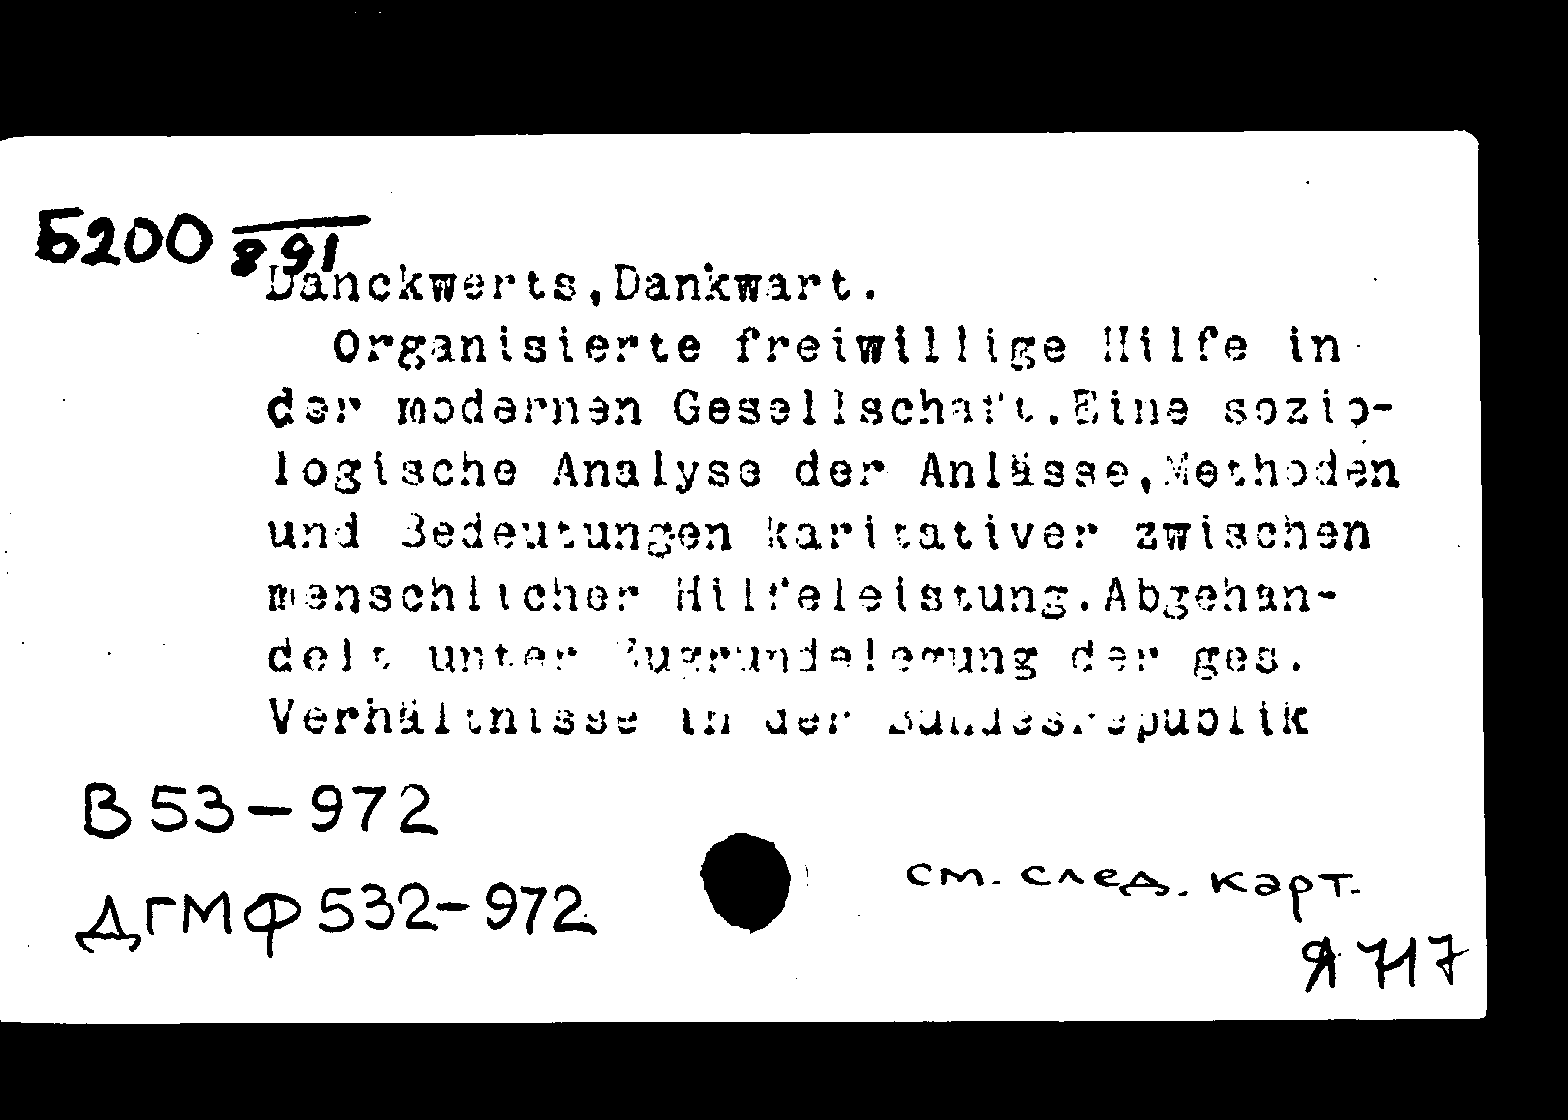 Б200 891
Danckwerts,Dankwart.
Organisierte freiwillige Hilfe in
der modernen Gesellschaft.Eine sozio-
logische Analyse der Anlässe,Methoden
und Bedeutungen karitativer zwischen
menschlicher Hilfeleistung.Abgehan-
delt unter Zugrundelegung der ges.
Verhältnisse in der Bundesrepublik
В 53-972
ДГМФ 532-972
см. след. карт.
Я 717